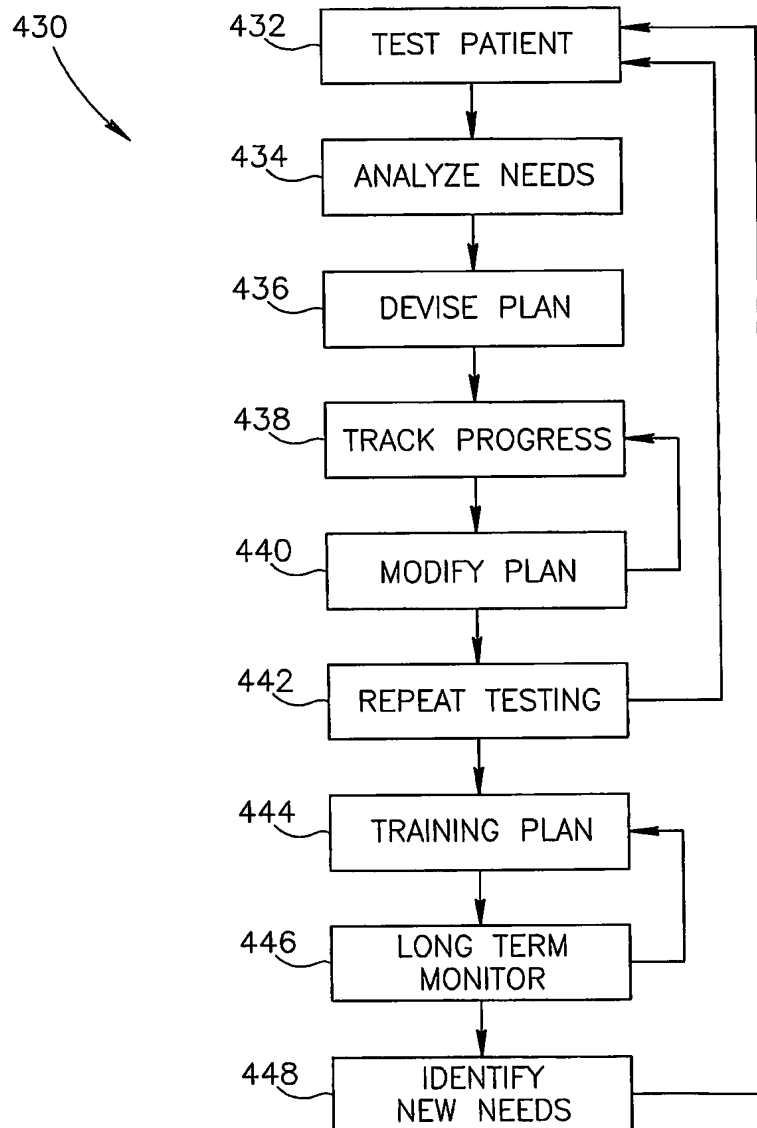 430
432
TEST PATIENT
434
ANALYZE NEEDS
436
DEVISE PLAN
438
TRACK PROGRESS
440
MODIFY PLAN
442
REPEAT TESTING
444
TRAINING PLAN
446
LONG TERM
MONITOR
448
IDENTIFY
NEW NEEDS